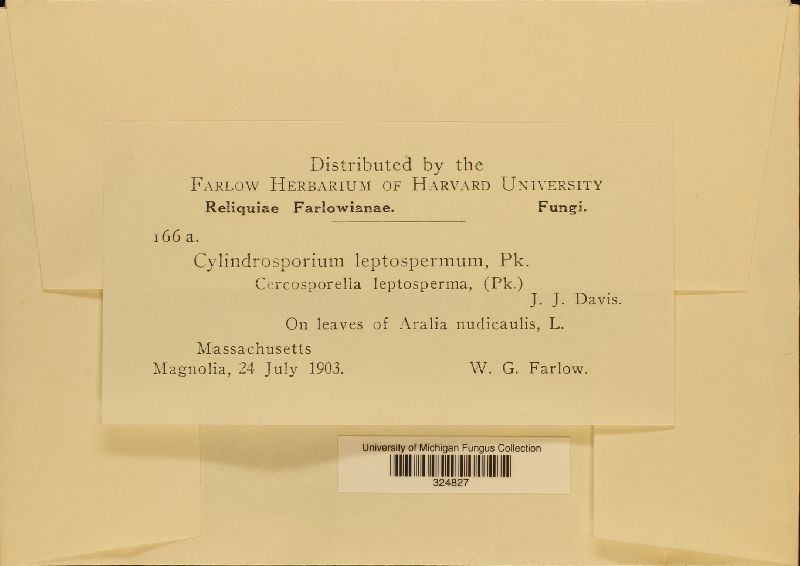 Distributed by the
Farlow Herbarium of Harvard University
Reliquiae Farlowianae. Fungi.
166 a.
Cylindrosporium leptospermum, Pk.
Cercosporella leptosperma, (Pk.)
J. J. Davis.
On leaves of Aralia nudicaulis, L.
Massachusetts
Magnolia, 24 July 1903. W. G. Farlow.
University of Michigan Fungus Collection
324827